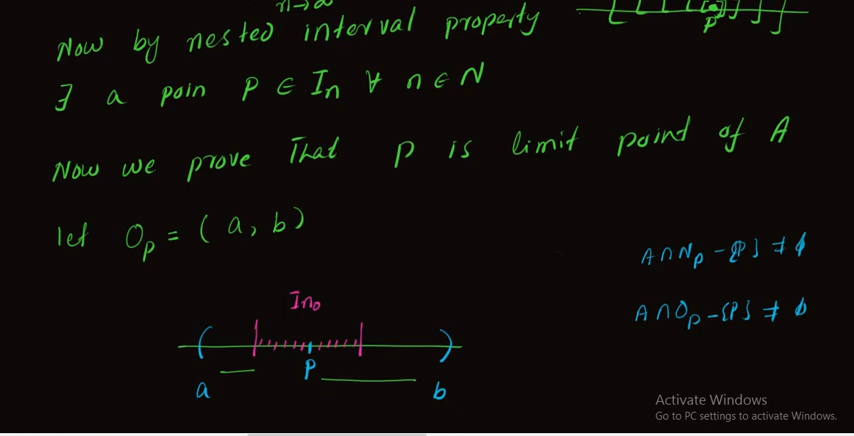 n→∞
Now by nested interval property
P
∃ a poin P ∈ In ∀ n ∈ N
Now we prove That p is limit point of A
let Op = ( a, b )
A∩Np - {P} ≠ ϕ
In₀
A∩Op - {P} ≠ ϕ
P
a
b
Activate Windows
Go to PC settings to activate Windows.